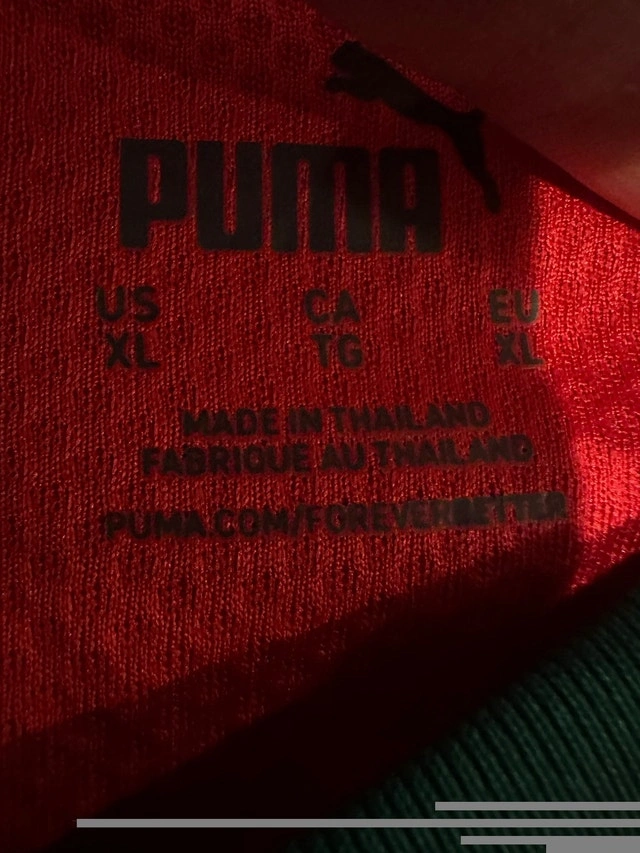 PUMA
US CA EU
XL TG XL
MADE IN THAILAND
FABRIQUE AU THAILAND
PUMA.COM/FOREVERBETTER